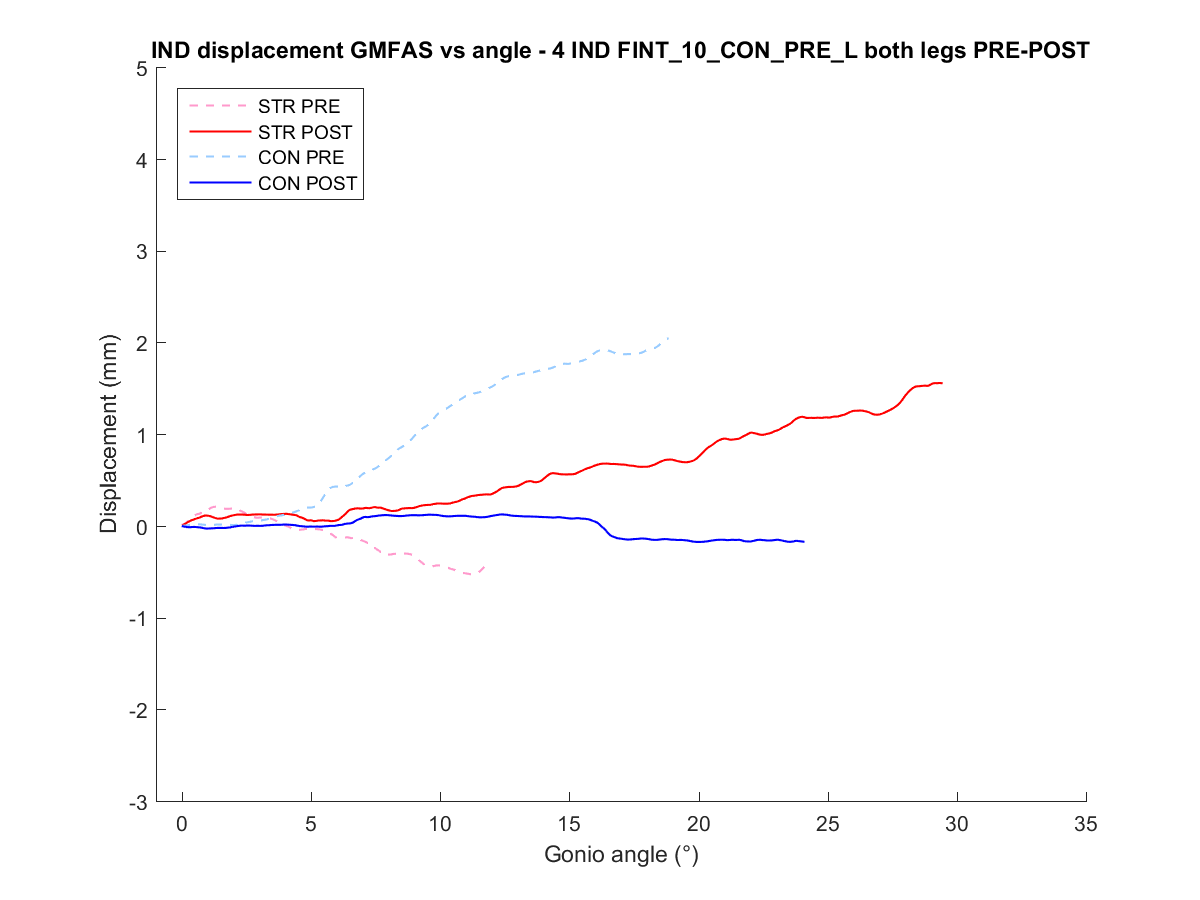 IND displacement GMFAS vs angle - 4 IND FINT_10_CON_PRE_L both legs PRE-POST
5
4
3
2
1
0
-1
-2
-3
STR PRE
STR POST
CON PRE
CON POST
Displacement (mm)
0 5 10 15 20 25 30 35
Gonio angle (°)